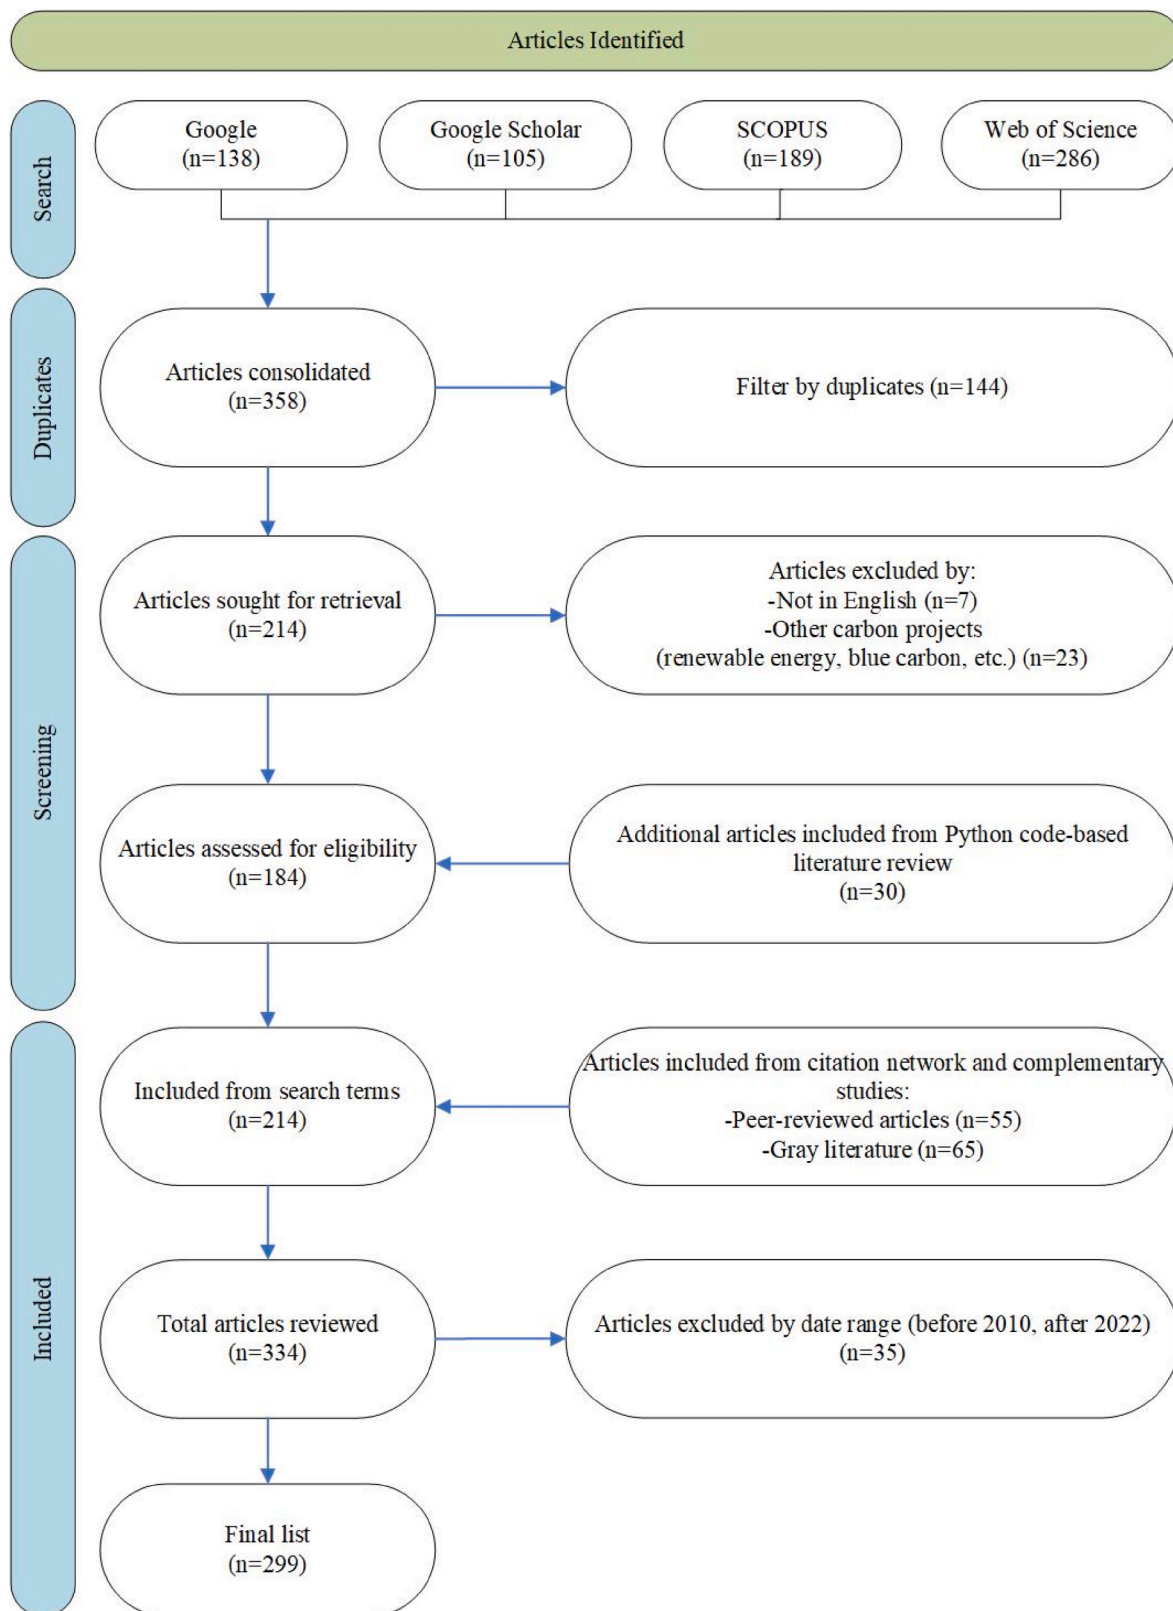 Articles Identified
Search
Google
(n=138)
Google Scholar
(n=105)
SCOPUS
(n=189)
Web of Science
(n=286)
Duplicates
Articles consolidated
(n=358)
Filter by duplicates (n=144)
Screening
Articles sought for retrieval
(n=214)
Articles excluded by:
-Not in English (n=7)
-Other carbon projects
(renewable energy, blue carbon, etc.) (n=23)
Articles assessed for eligibility
(n=184)
Additional articles included from Python code-based
literature review
(n=30)
Included
Included from search terms
(n=214)
Articles included from citation network and complementary
studies:
-Peer-reviewed articles (n=55)
-Gray literature (n=65)
Total articles reviewed
(n=334)
Articles excluded by date range (before 2010, after 2022)
(n=35)
Final list
(n=299)